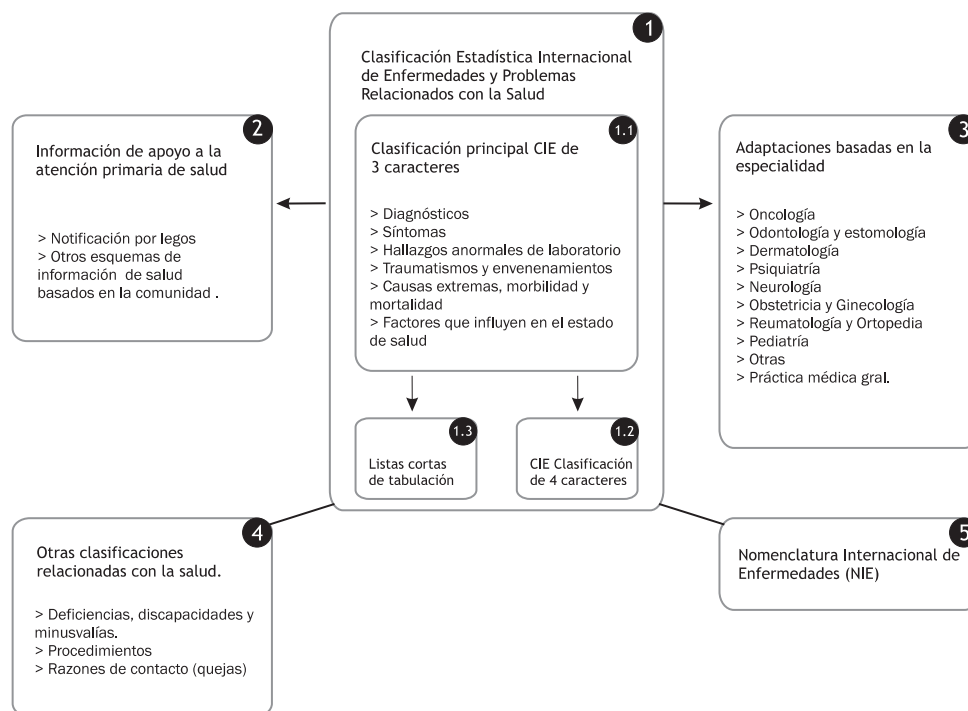 1
Clasificación Estadística Internacional
de Enfermedades y Problemas
Relacionados con la Salud
1.1
Clasificación principal CIE de
3 caracteres
> Diagnósticos
> Síntomas
> Hallazgos anormales de laboratorio
> Traumatismos y envenenamientos
> Causas extremas, morbilidad y
mortalidad
> Factores que influyen en el estado
de salud
1.3
Listas cortas
de tabulación
1.2
CIE Clasificación
de 4 caracteres
2
Información de apoyo a la
atención primaria de salud
> Notificación por legos
> Otros esquemas de
información de salud
basados en la comunidad .
3
Adaptaciones basadas en la
especialidad
> Oncología
> Odontología y estomología
> Dermatología
> Psiquiatría
> Neurología
> Obstetricia y Ginecología
> Reumatología y Ortopedia
> Pediatría
> Otras
> Práctica médica gral.
4
Otras clasificaciones
relacionadas con la salud.
> Deficiencias, discapacidades y
minusvalías.
> Procedimientos
> Razones de contacto (quejas)
5
Nomenclatura Internacional de
Enfermedades (NIE)